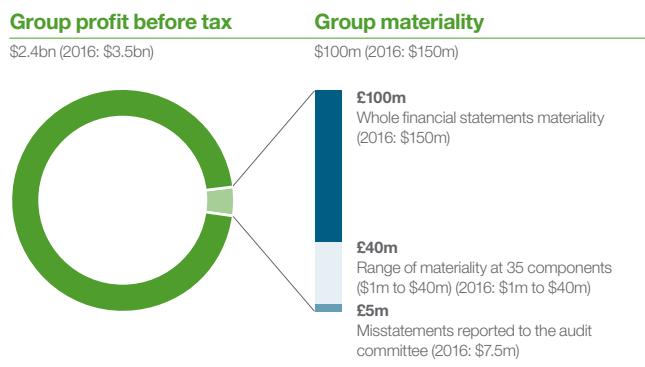 Group profit before tax
$2.4bn (2016: $3.5bn)
Group materiality
$100m (2016: $150m)
£100m
Whole financial statements materiality
(2016: $150m)
£40m
Range of materiality at 35 components
($1m to $40m) (2016: $1m to $40m)
£5m
Misstatements reported to the audit
committee (2016: $7.5m)